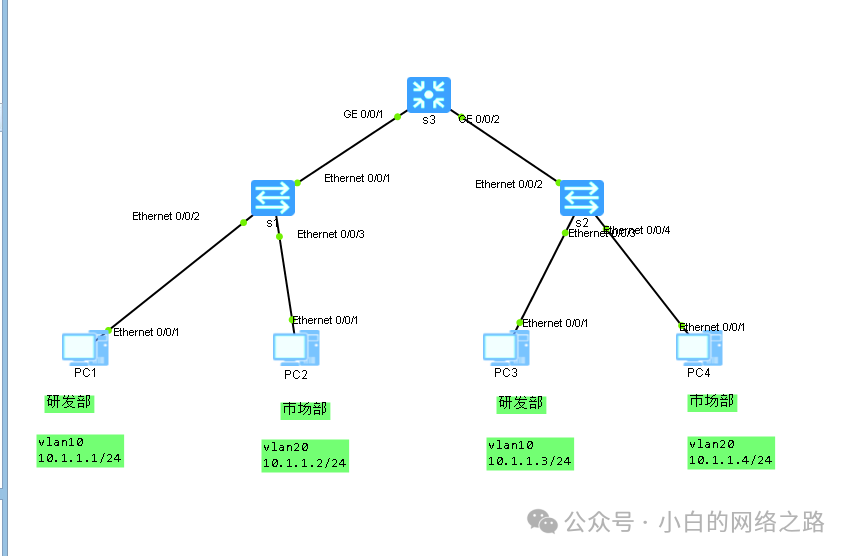 s3
GE 0/0/1
GE 0/0/2
Ethernet 0/0/1
Ethernet 0/0/2
s1
s2
Ethernet 0/0/2
Ethernet 0/0/3
Ethernet 0/0/3
Ethernet 0/0/4
Ethernet 0/0/1
Ethernet 0/0/1
Ethernet 0/0/1
Ethernet 0/0/1
PC1
PC2
PC3
PC4
研发部
市场部
研发部
市场部
vlan10
10.1.1.1/24
vlan20
10.1.1.2/24
vlan10
10.1.1.3/24
vlan20
10.1.1.4/24
公众号 · 小白的网络之路